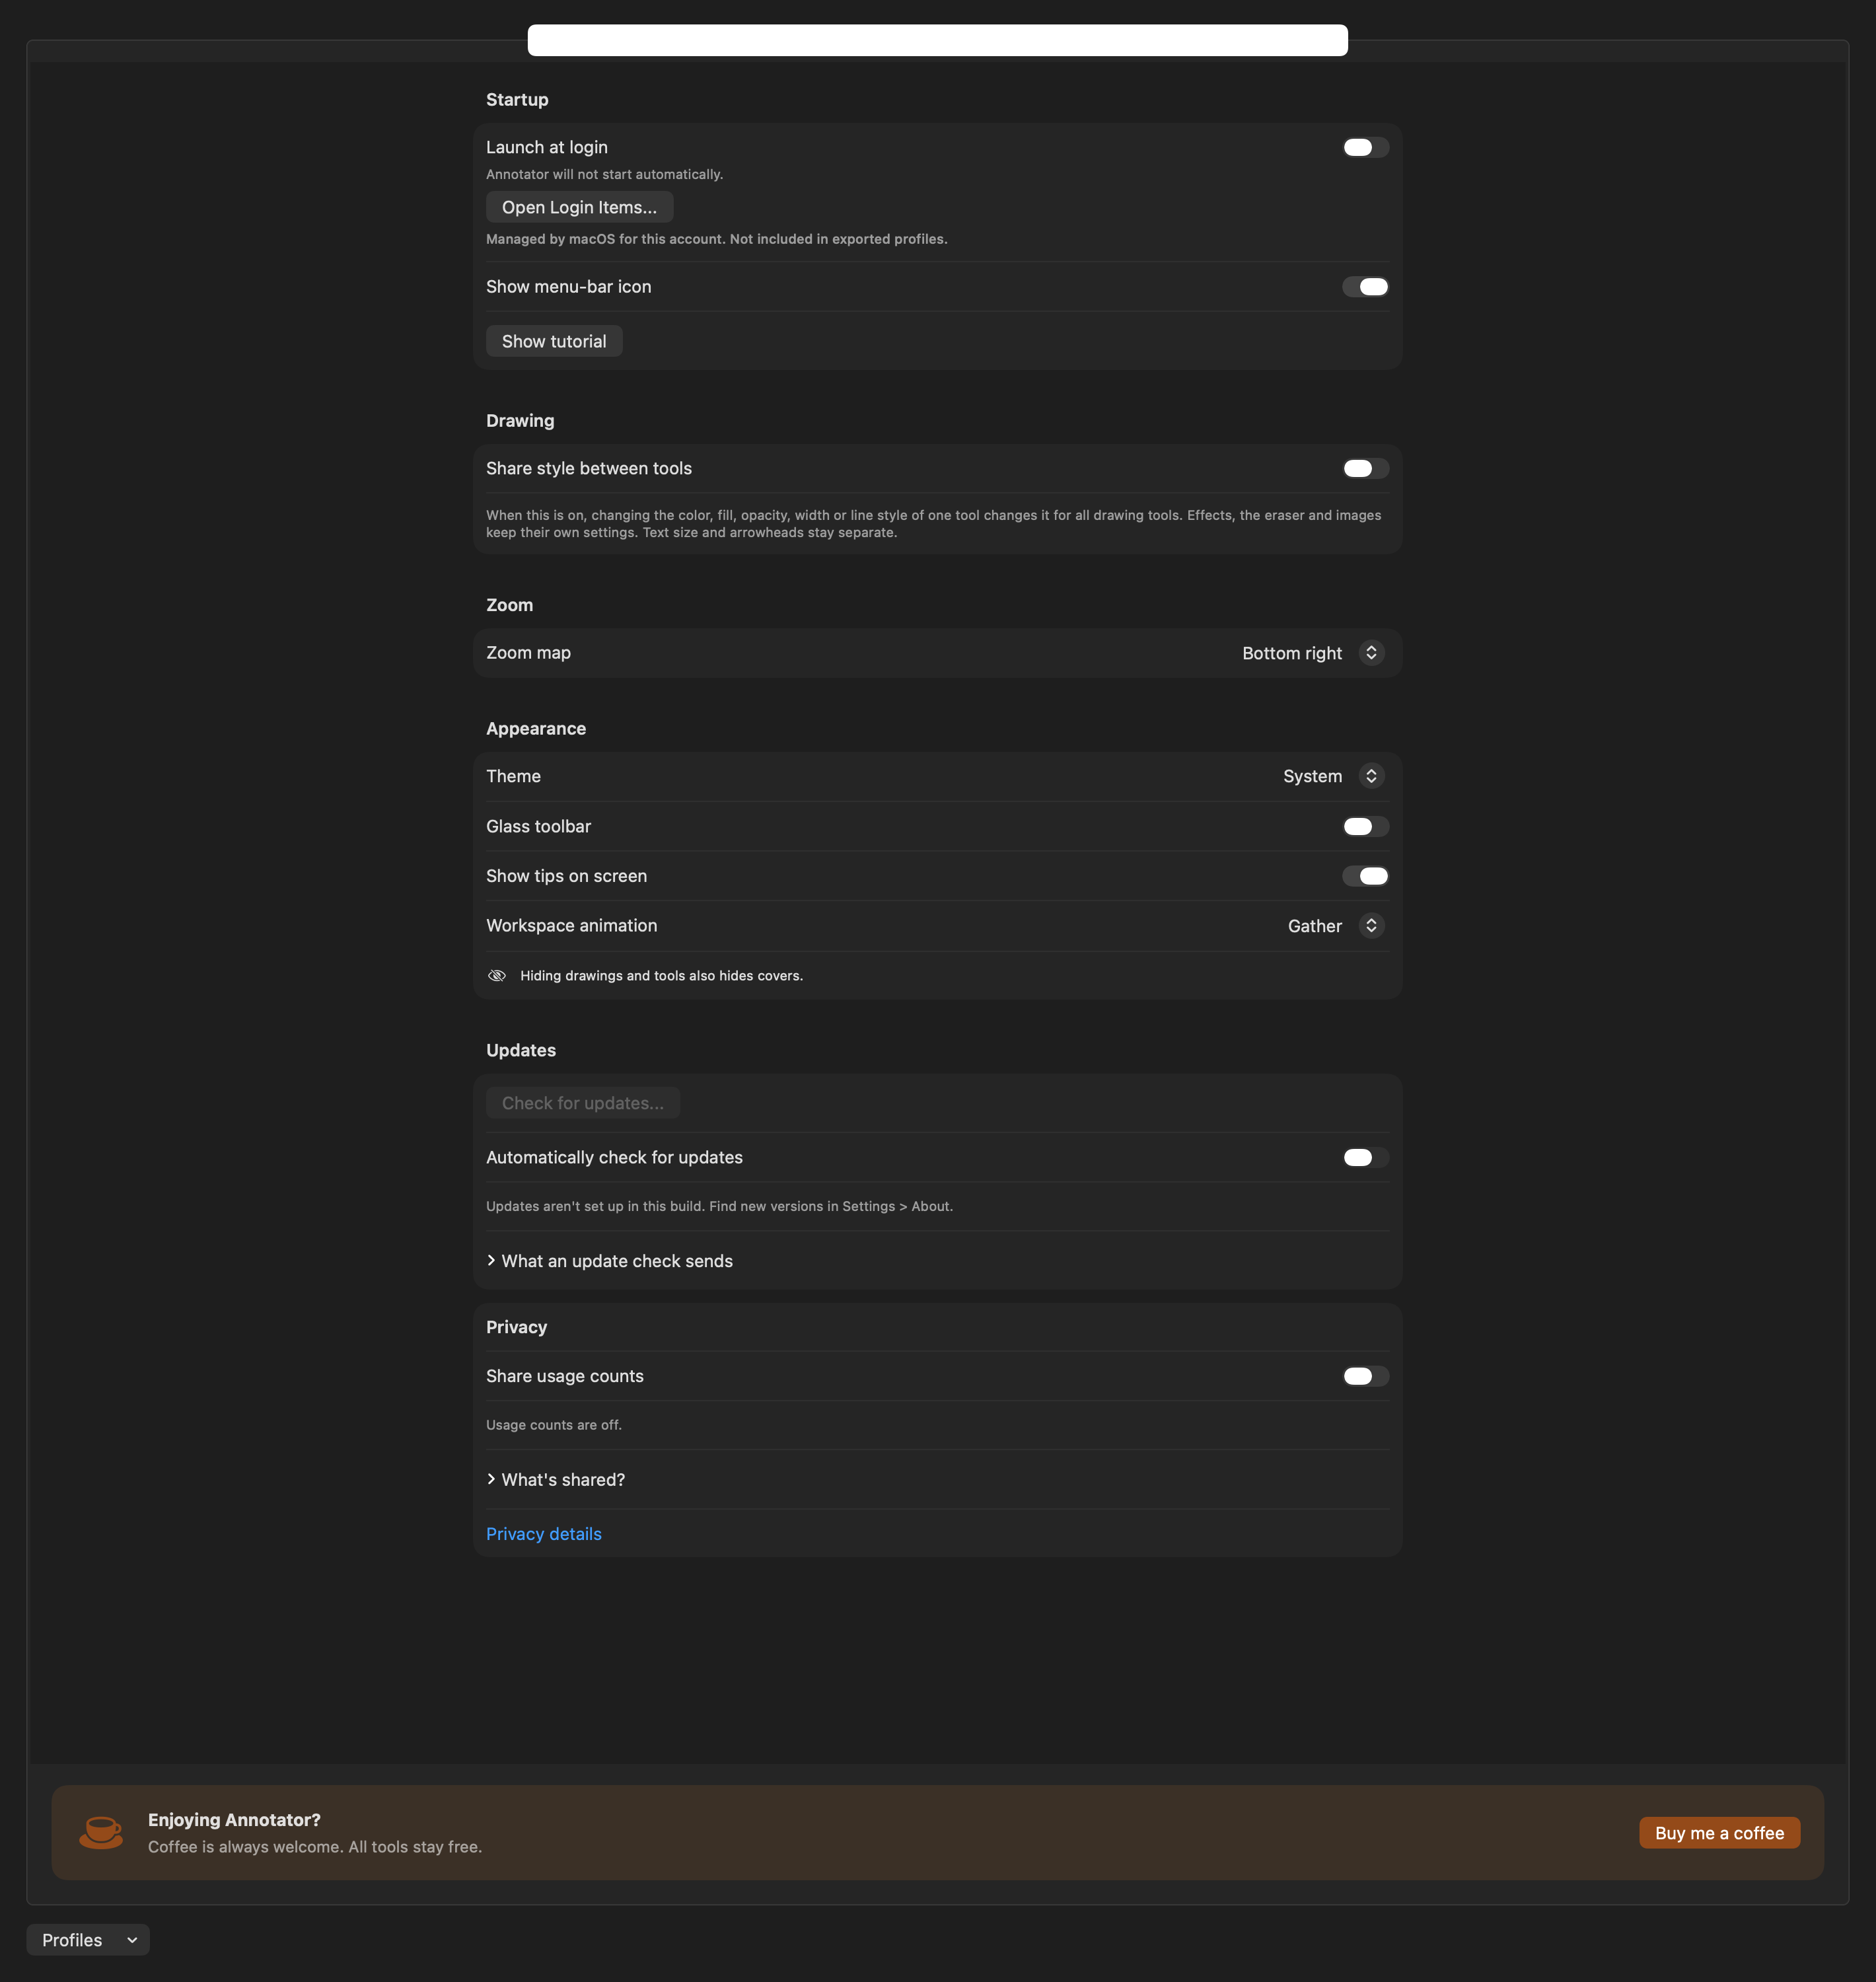 Startup
Launch at login
Annotator will not start automatically.
Open Login Items...
Managed by macOS for this account. Not included in exported profiles.
Show menu-bar icon
Show tutorial
Drawing
Share style between tools
When this is on, changing the color, fill, opacity, width or line style of one tool changes it for all drawing tools. Effects, the eraser and images
keep their own settings. Text size and arrowheads stay separate.
Zoom
Zoom map Bottom right
Appearance
Theme System
Glass toolbar
Show tips on screen
Workspace animation Gather
Hiding drawings and tools also hides covers.
Updates
Check for updates...
Automatically check for updates
Updates aren't set up in this build. Find new versions in Settings > About.
What an update check sends
Privacy
Share usage counts
Usage counts are off.
What's shared?
Privacy details
Enjoying Annotator?
Coffee is always welcome. All tools stay free.
Buy me a coffee
Profiles